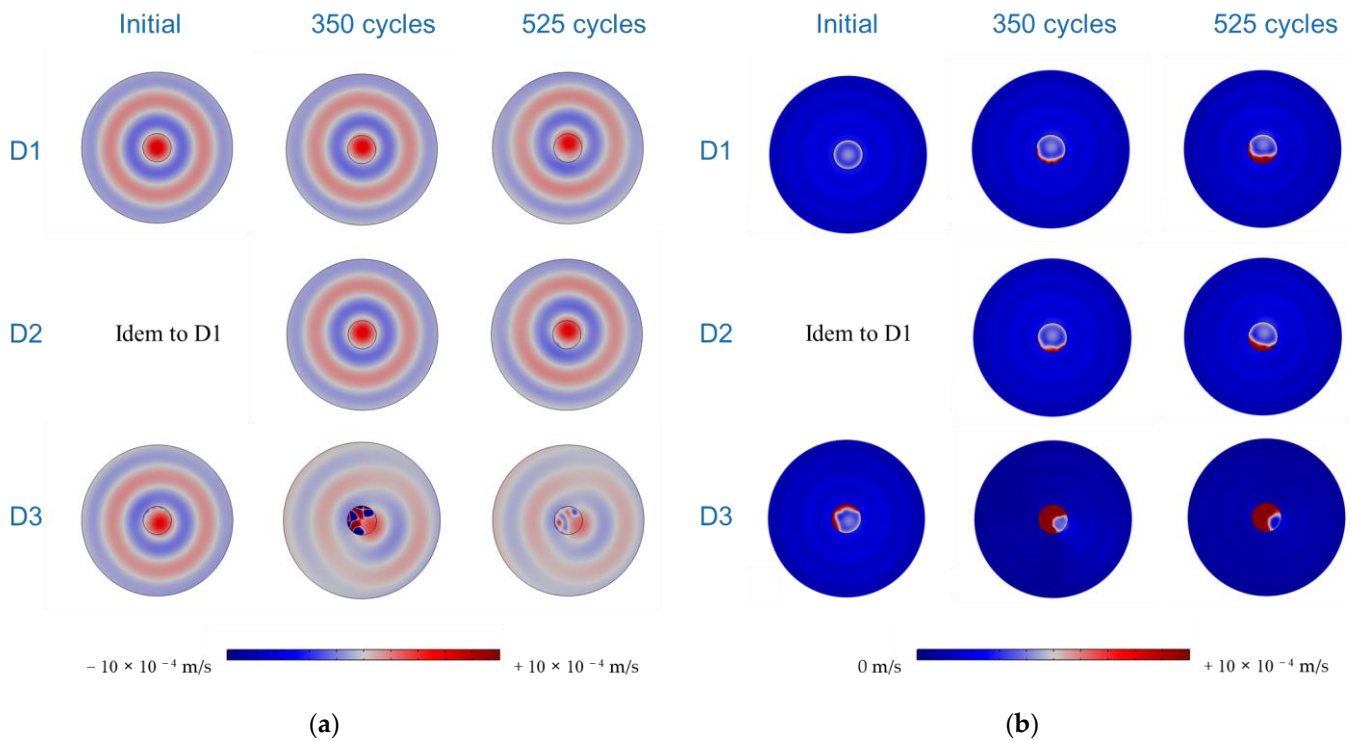 Initial 350 cycles 525 cycles Initial 350 cycles 525 cycles
D1 D1
D2 Idem to D1 D2 Idem to D1
D3 D3
– 10 × 10 ⁻⁴ m/s + 10 × 10 ⁻⁴ m/s 0 m/s + 10 × 10 ⁻⁴ m/s
(a) (b)